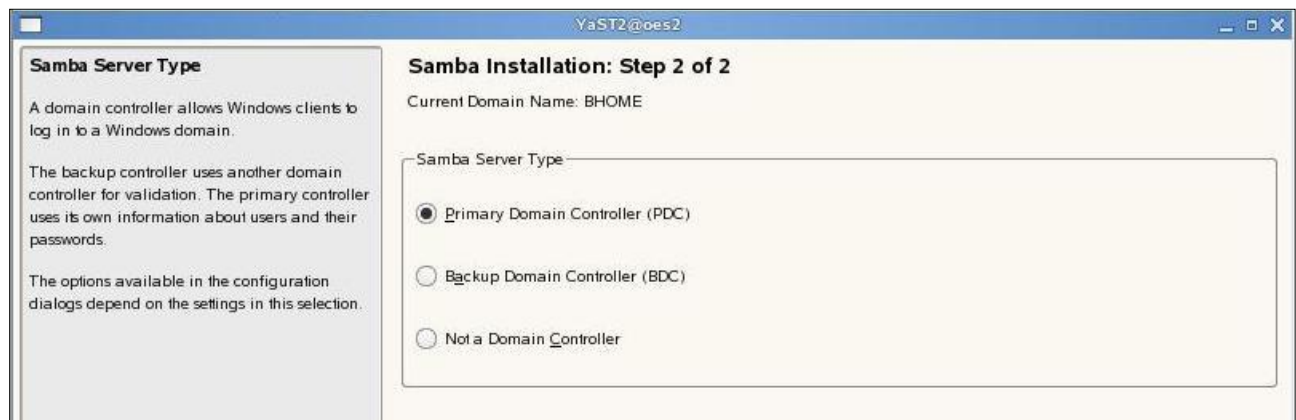 YaST2@oes2
Samba Server Type
A domain controller allows Windows clients to
log in to a Windows domain.
The backup controller uses another domain
controller for validation. The primary controller
uses its own information about users and their
passwords.
The options available in the configuration
dialogs depend on the settings in this selection.
Samba Installation: Step 2 of 2
Current Domain Name: BHOME
Samba Server Type
Primary Domain Controller (PDC)
Backup Domain Controller (BDC)
Not a Domain Controller